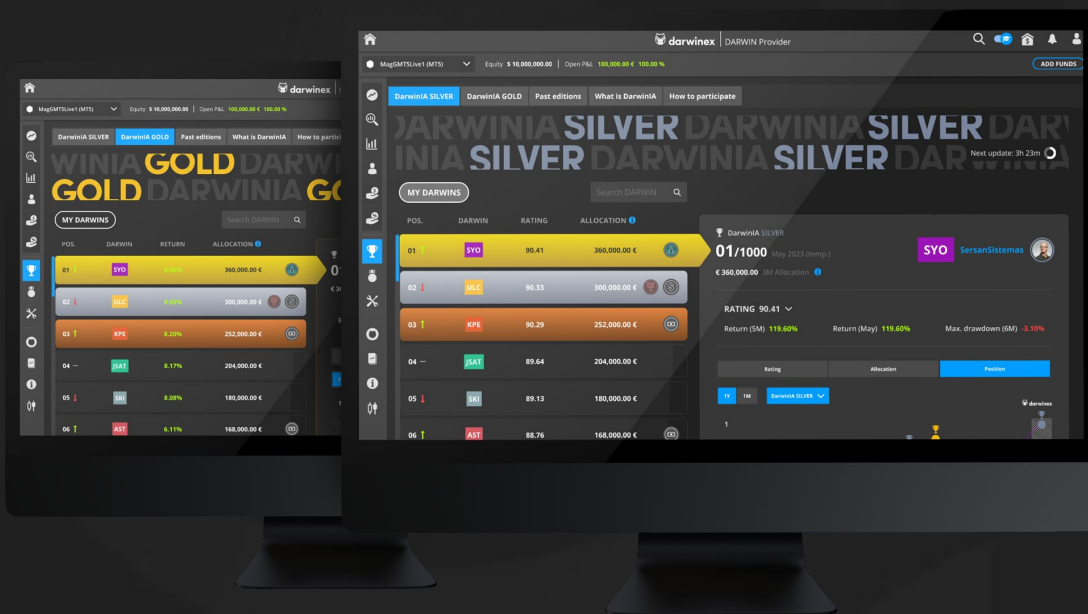 darwinex
MagGMTSLive1 (MT5) Equity $ 10,000,000.00 Open P&L 100,000.00 € 100.00 %
DarwinIA SILVER DarwinIA GOLD Past editions What is DarwinIA How to partici
WINIA GOLD DARW
GOLD DARWINIA GO
MY DARWINS Search DARWIN
POS. DARWIN RETURN ALLOCATION
01 SYO 360,000.00 €
02 ULC 300,000.00 €
03 KPE 8.20% 252,000.00 €
04 JSAT 8.17% 204,000.00 €
05 SKI 8.08% 180,000.00 €
06 AST 6.11% 168,000.00 €
darwinex DARWIN Provider
MagGMTSLive1 (MT5) Equity $ 10,000,000.00 Open P&L 100,000.00 € 100.00 % ADD FUNDS
DarwinIA SILVER DarwinIA GOLD Past editions What is DarwinIA How to participate
DARWINIA SILVER DARWINIA SILVER DAR
INIA SILVER DARWINIA SILVER DARWINIA
Next update: 3h 23m
MY DARWINS Search DARWIN
POS. DARWIN RATING ALLOCATION
01 SYO 90.41 360,000.00 €
02 ULC 90.33 300,000.00 €
03 KPE 90.29 252,000.00 €
04 JSAT 89.64 204,000.00 €
05 SKI 89.13 180,000.00 €
06 AST 88.76 168,000.00 €
DarwinIA SILVER
01/1000 May 2023 (temp.)
€ 360,000.00 3M Allocation
SYO SersanSistemas
RATING 90.41
Return (5M) 119.60% Return (May) 119.60% Max. drawdown (6M) -3.10%
Rating Allocation Position
1Y 1M DarwinIA SILVER
darwinex
1